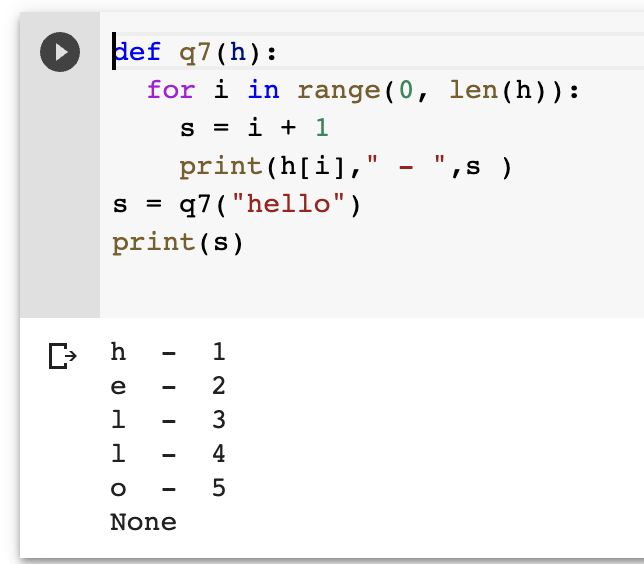 def q7(h):
  for i in range(0, len(h)):
    s = i + 1
    print(h[i]," - ",s )
s = q7("hello")
print(s)
h  -  1
e  -  2
l  -  3
l  -  4
o  -  5
None